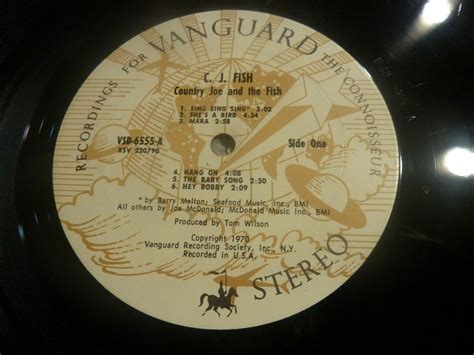 RECORDINGS FOR VANGUARD THE CONNOISSEUR
C. J. FISH
Country Joe and the Fish
1. SING SING SING* 3:02
2. SHE'S A BIRD 4:34
3. MARA 2:58
VSD-6555-A
XSV 220790
Side One
4. HANG ON 4:08
5. THE BABY SONG 2:50
6. HEY BOBBY 2:09
* by Barry Melton; Seafood Music, Inc., BMI
All others by Joe McDonald; McDonald Music Inc., BMI
Produced by Tom Wilson
Copyright 1970
Vanguard Recording Society, Inc., N.Y.
Recorded in U.S.A.
STEREO